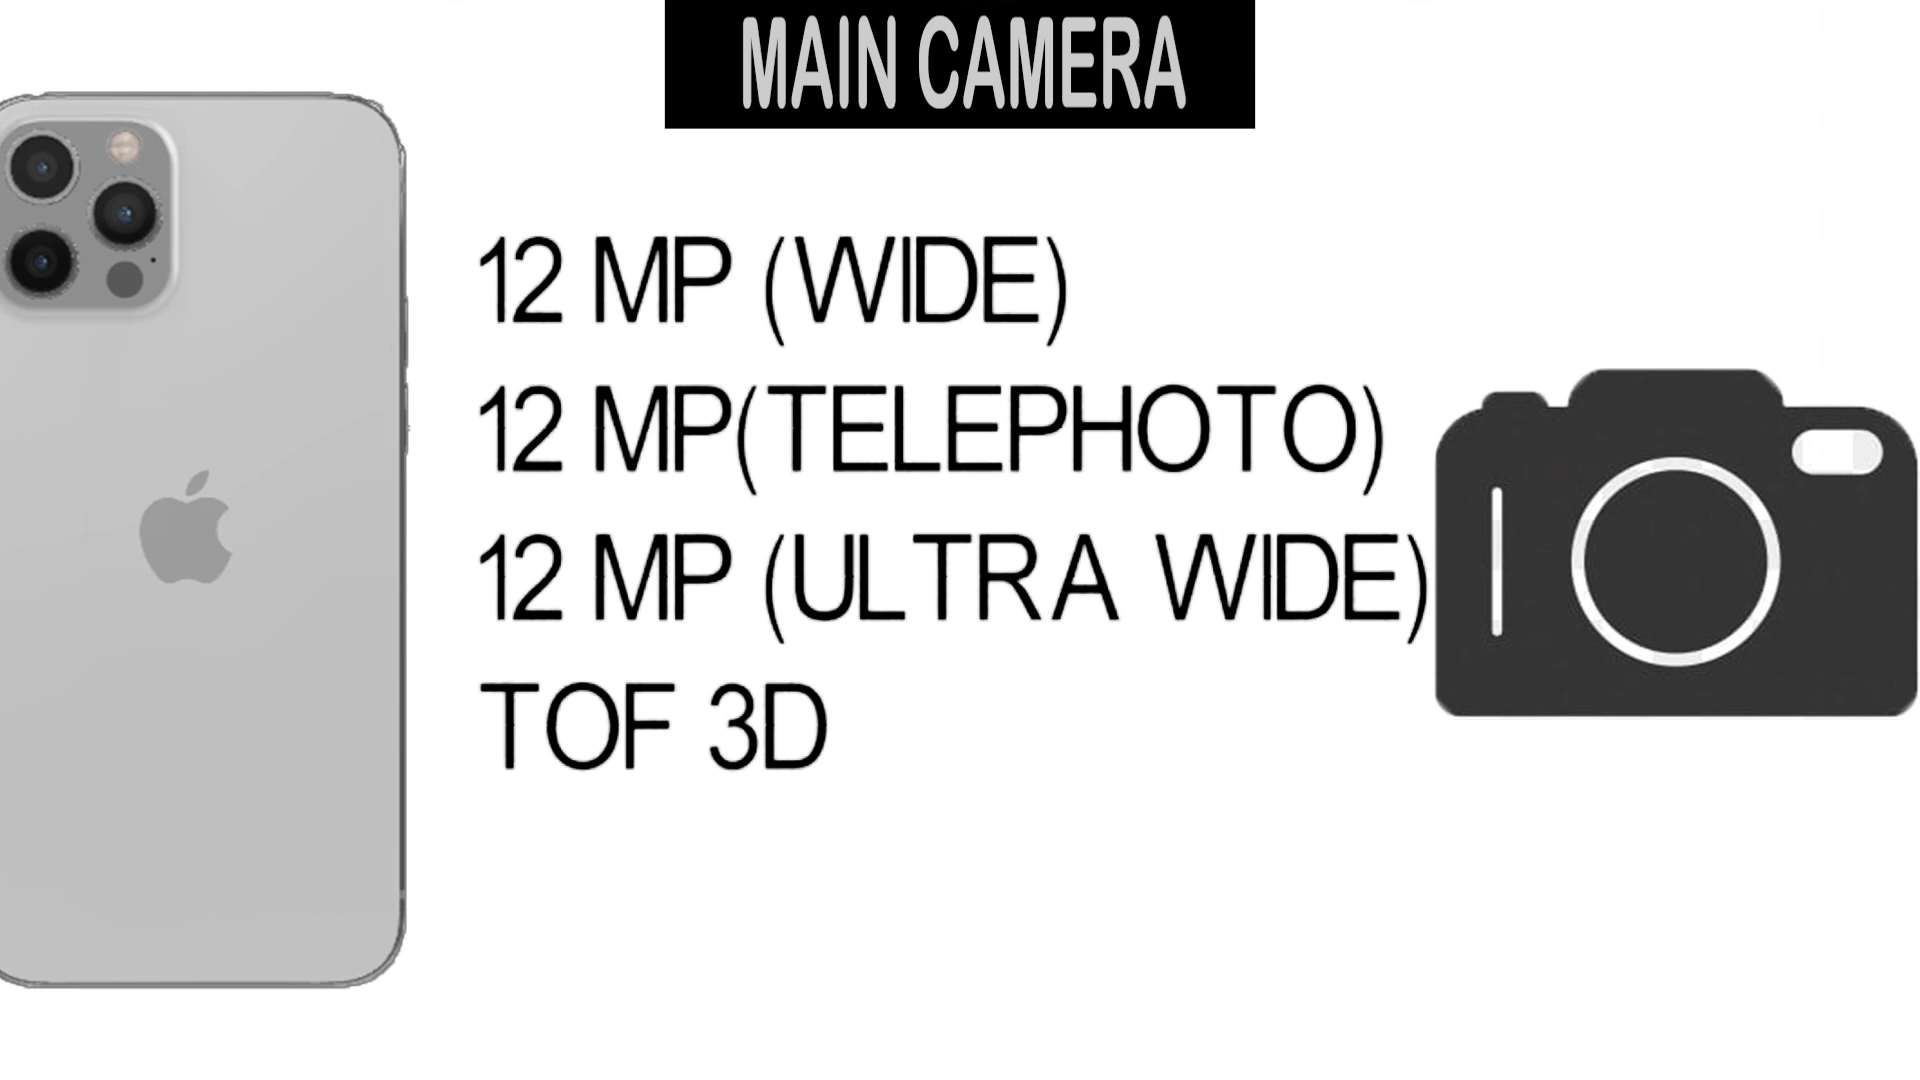 MAIN CAMERA
12 MP (WIDE)
12 MP(TELEPHOTO)
12 MP (ULTRA WIDE)
TOF 3D